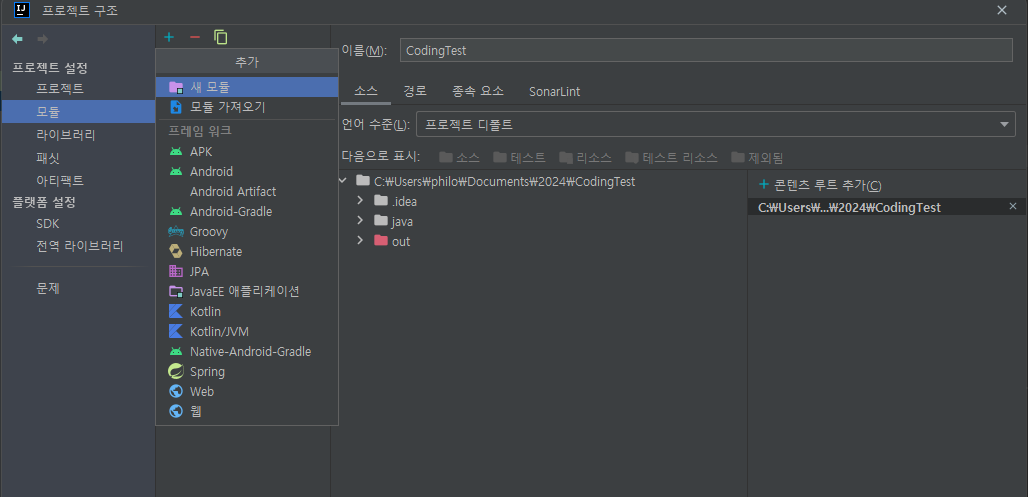 프로젝트 구조
프로젝트 설정
프로젝트
모듈
라이브러리
패싯
아티팩트
플랫폼 설정
SDK
전역 라이브러리
문제
추가
새 모듈
모듈 가져오기
프레임 워크
APK
Android
Android Artifact
Android-Gradle
Groovy
Hibernate
JPA
JavaEE 애플리케이션
Kotlin
Kotlin/JVM
Native-Android-Gradle
Spring
Web
웹
이름(M): CodingTest
소스 경로 종속 요소 SonarLint
언어 수준(L): 프로젝트 디폴트
다음으로 표시: 소스 테스트 리소스 테스트 리소스 제외됨
C:₩Users₩philo₩Documents₩2024₩CodingTest
.idea
java
out
콘텐츠 루트 추가(C)
C:₩Users₩...₩2024₩CodingTest